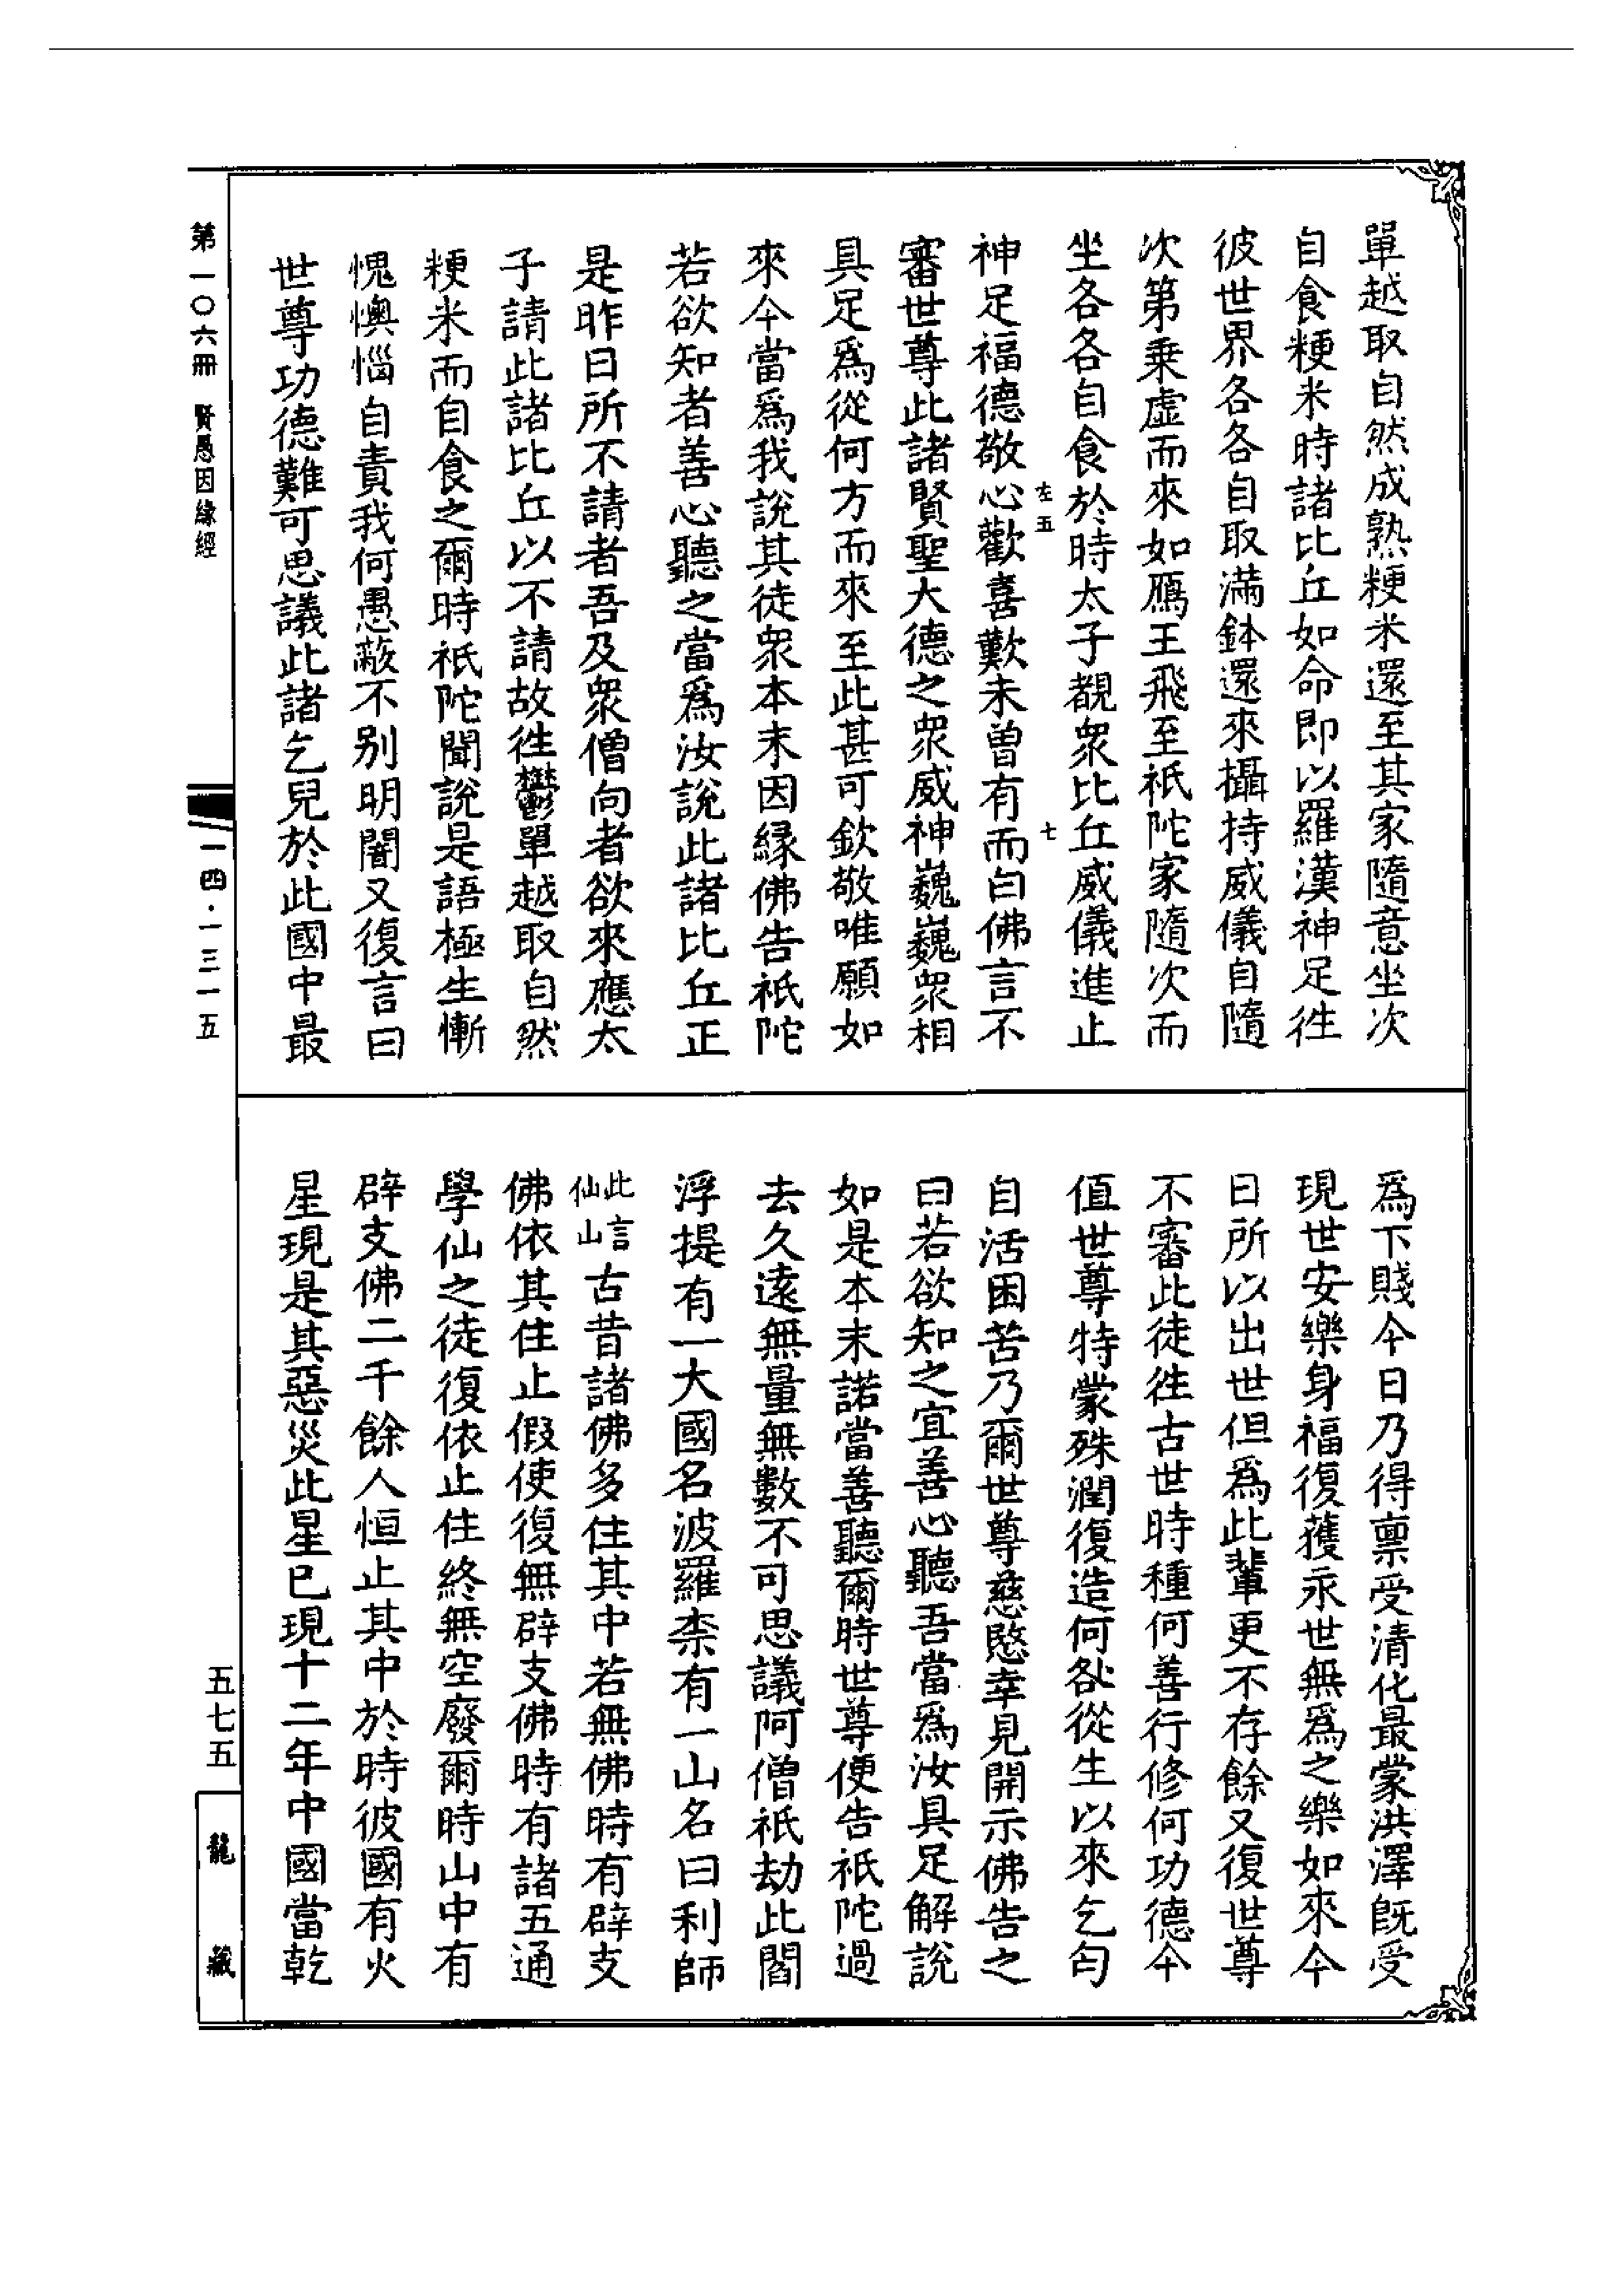 單越取自然成熟粳米還至其家隨意坐次
自食粳米時諸比丘如命即以羅漢神足往
彼世界各各自取滿鉢還來攝持威儀自隨
次第乗虛而來如鴈王飛至祇陀家隨次而
坐各各自食於時太子覩衆比丘威儀進止
左五
七
神足福德敬心歡喜歎未曾有而白佛言不
審世尊此諸賢聖大德之衆威神巍巍衆相
具足爲從何方而來至此甚可欽敬唯願如
來今當爲我說其徒衆本末因縁佛告祇陀
若欲知者善心聽之當爲汝說此諸比丘正
是昨日所不請者吾及衆僧向者欲來應太
子請此諸比丘以不請故徃鬱單越取自然
粳米而自食之爾時祇陀聞說是語極生慚
愧懊惱自責我何愚蔽不別明闇又復言曰
世尊功德難可思議此諸乞兒於此國中最
爲下賤今日乃得禀受清化最蒙洪澤旣受
現世安樂身福復獲永世無爲之樂如來今
日所以出世但爲此輩更不存餘又復世尊
不審此徒徃古世時種何善行修何功德今
值世尊特蒙殊潤復造何咎從生以來乞匄
自活困苦乃爾世尊慈愍幸見開示佛告之
曰若欲知之宜善心聽吾當爲汝具足解說
如是本末諾當善聽爾時世尊便告祇陀過
去久遠無量無數不可思議阿僧祇劫此閻
浮提有一大國名波羅柰有一山名曰利師
此言仙山古昔諸佛多住其中若無佛時有辟支
佛依其住止假使復無辟支佛時有諸五通
學仙之徒復依止住終無空廢爾時山中有
辟支佛二千餘人恒止其中於時彼國有火
星現是其惡災此星已現十二年中國當乾
第一〇六冊 賢愚因緣經
一四·一三一五
五七五
龍藏